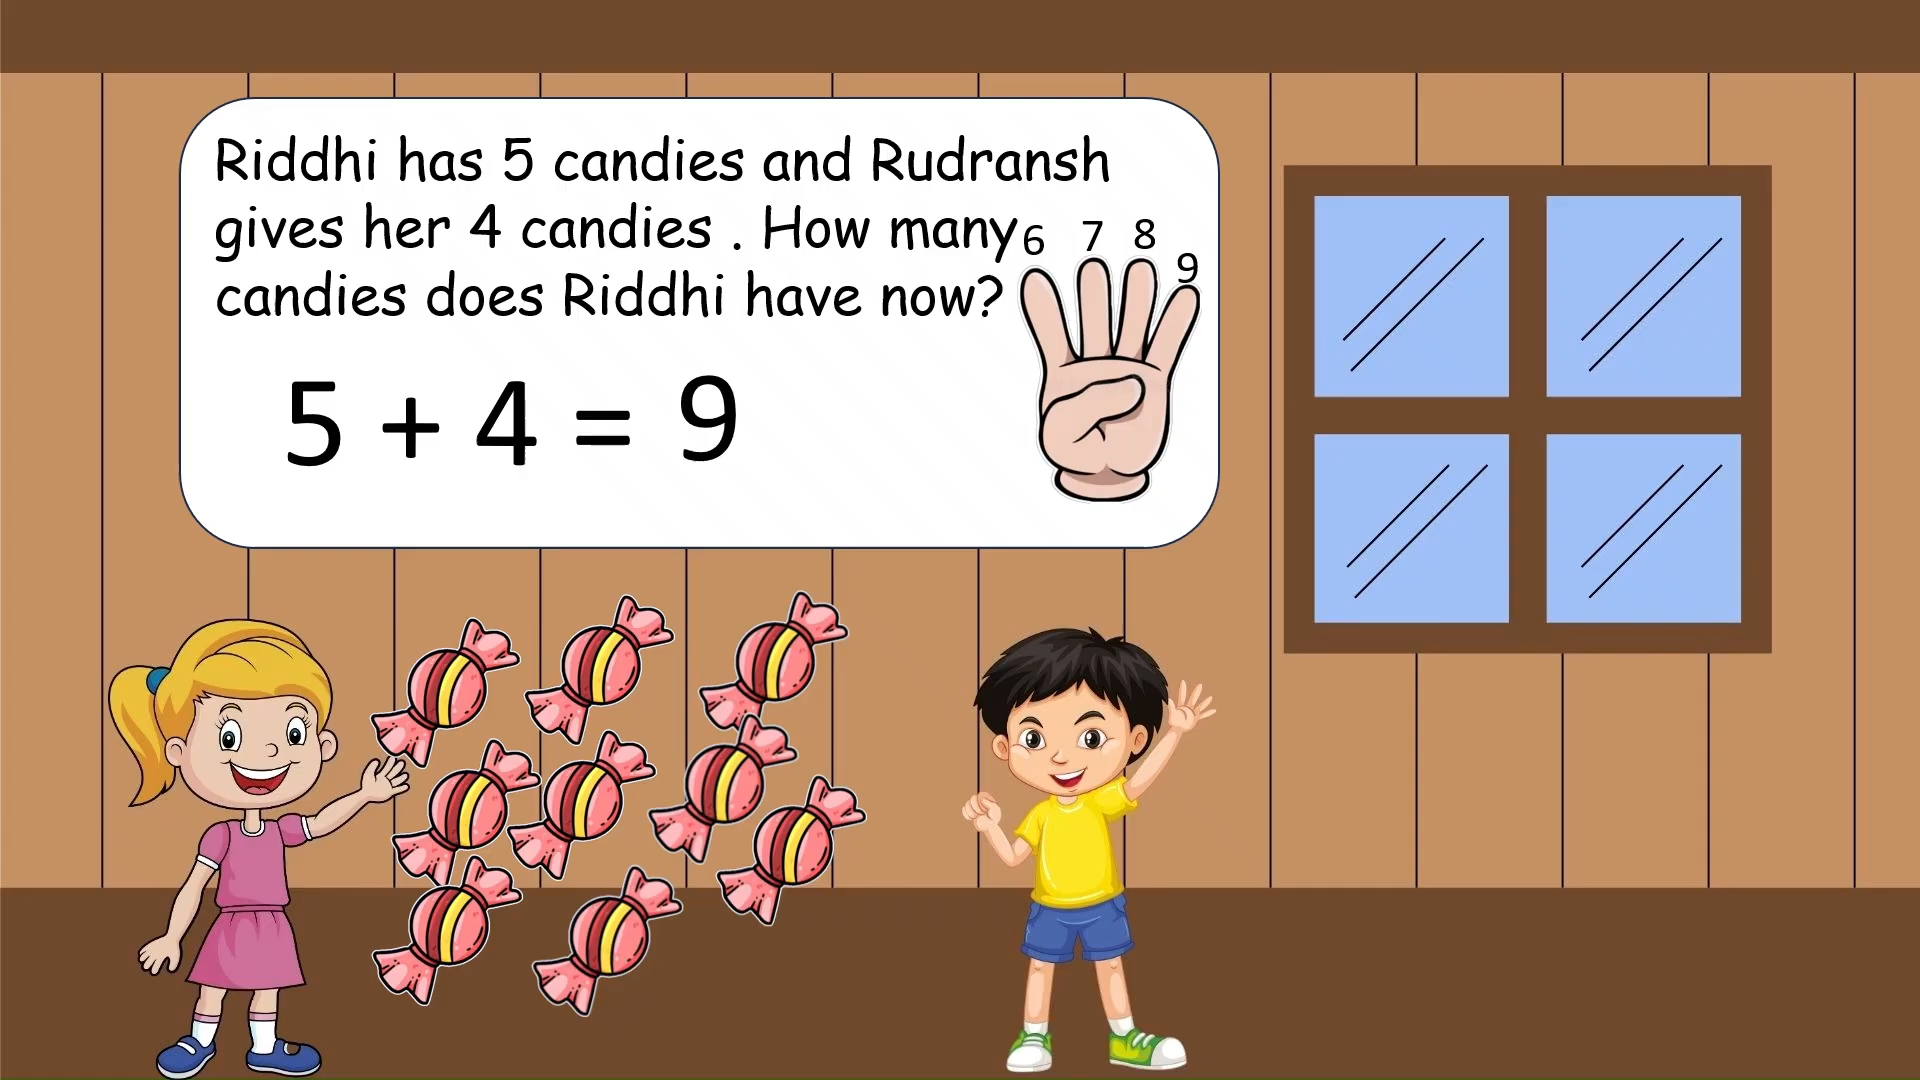 Riddhi has 5 candies and Rudransh
gives her 4 candies . How many
candies does Riddhi have now?
6 7 8 9
5 + 4 = 9